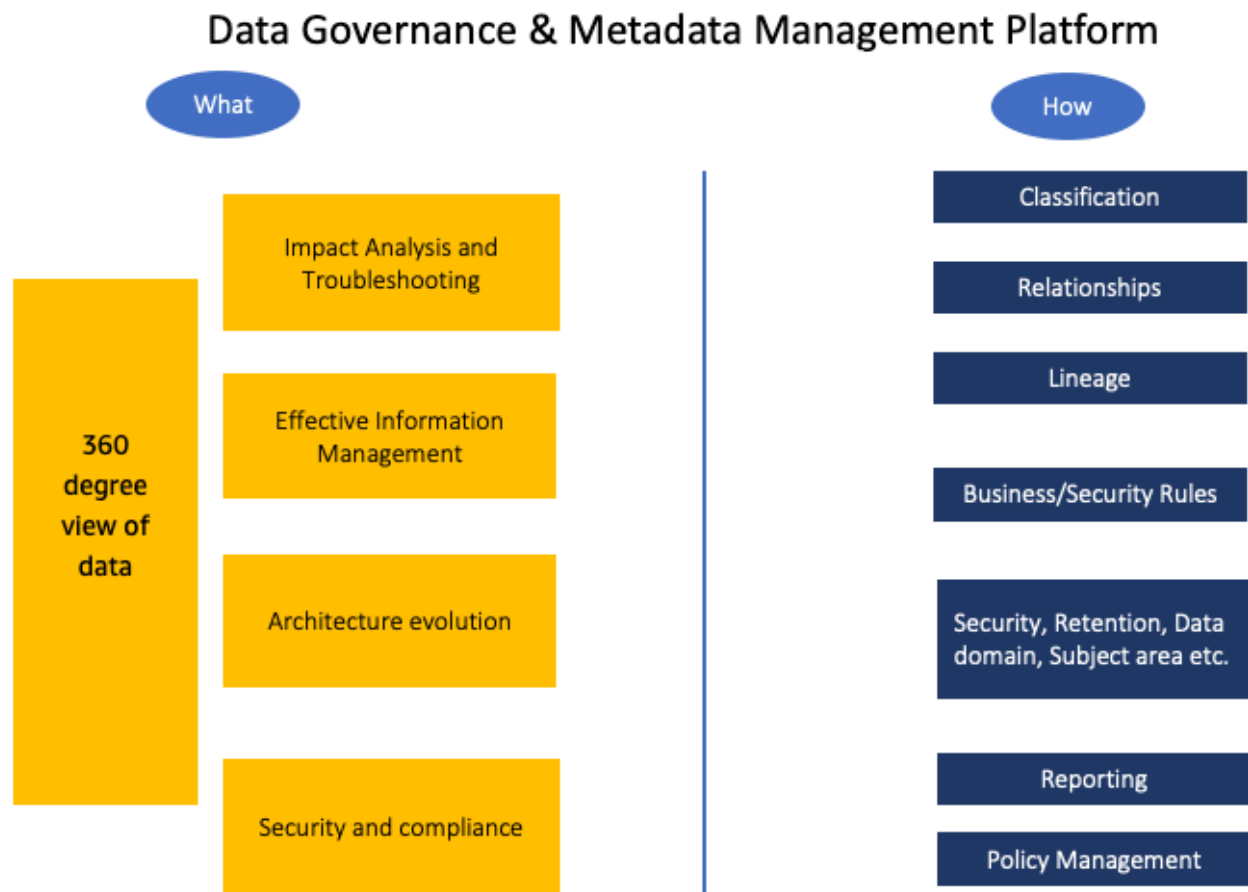 Data Governance & Metadata Management Platform
What
How
360
degree
view of
data
Impact Analysis and
Troubleshooting
Effective Information
Management
Architecture evolution
Security and compliance
Classification
Relationships
Lineage
Business/Security Rules
Security, Retention, Data
domain, Subject area etc.
Reporting
Policy Management